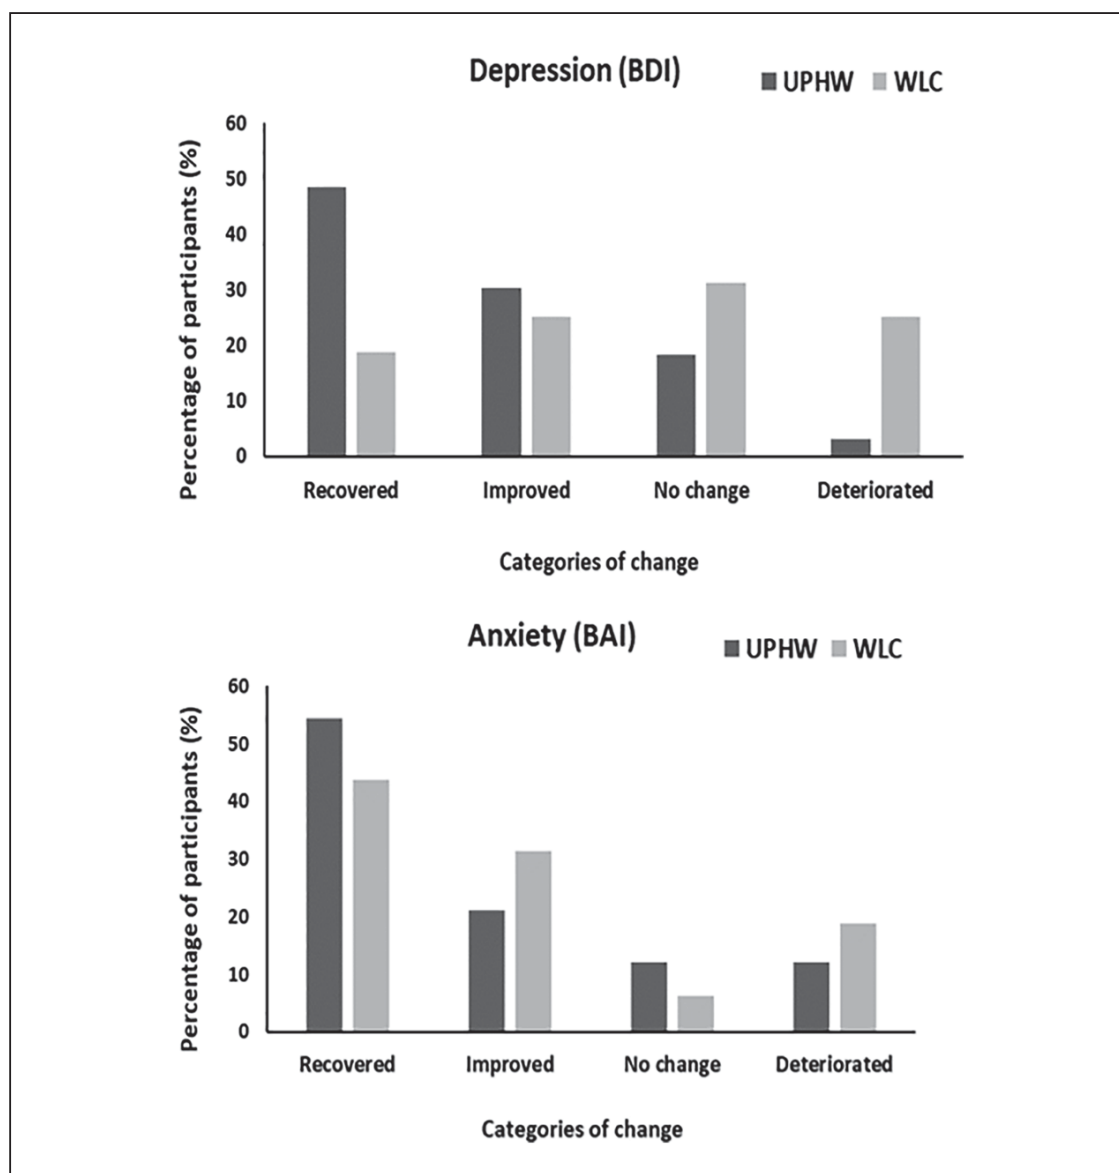 Depression (BDI)
UPHW WLC
Percentage of participants (%)
60
50
40
30
20
10
0
Recovered Improved No change Deteriorated
Categories of change
Anxiety (BAI)
UPHW WLC
Percentage of participants (%)
60
50
40
30
20
10
0
Recovered Improved No change Deteriorated
Categories of change